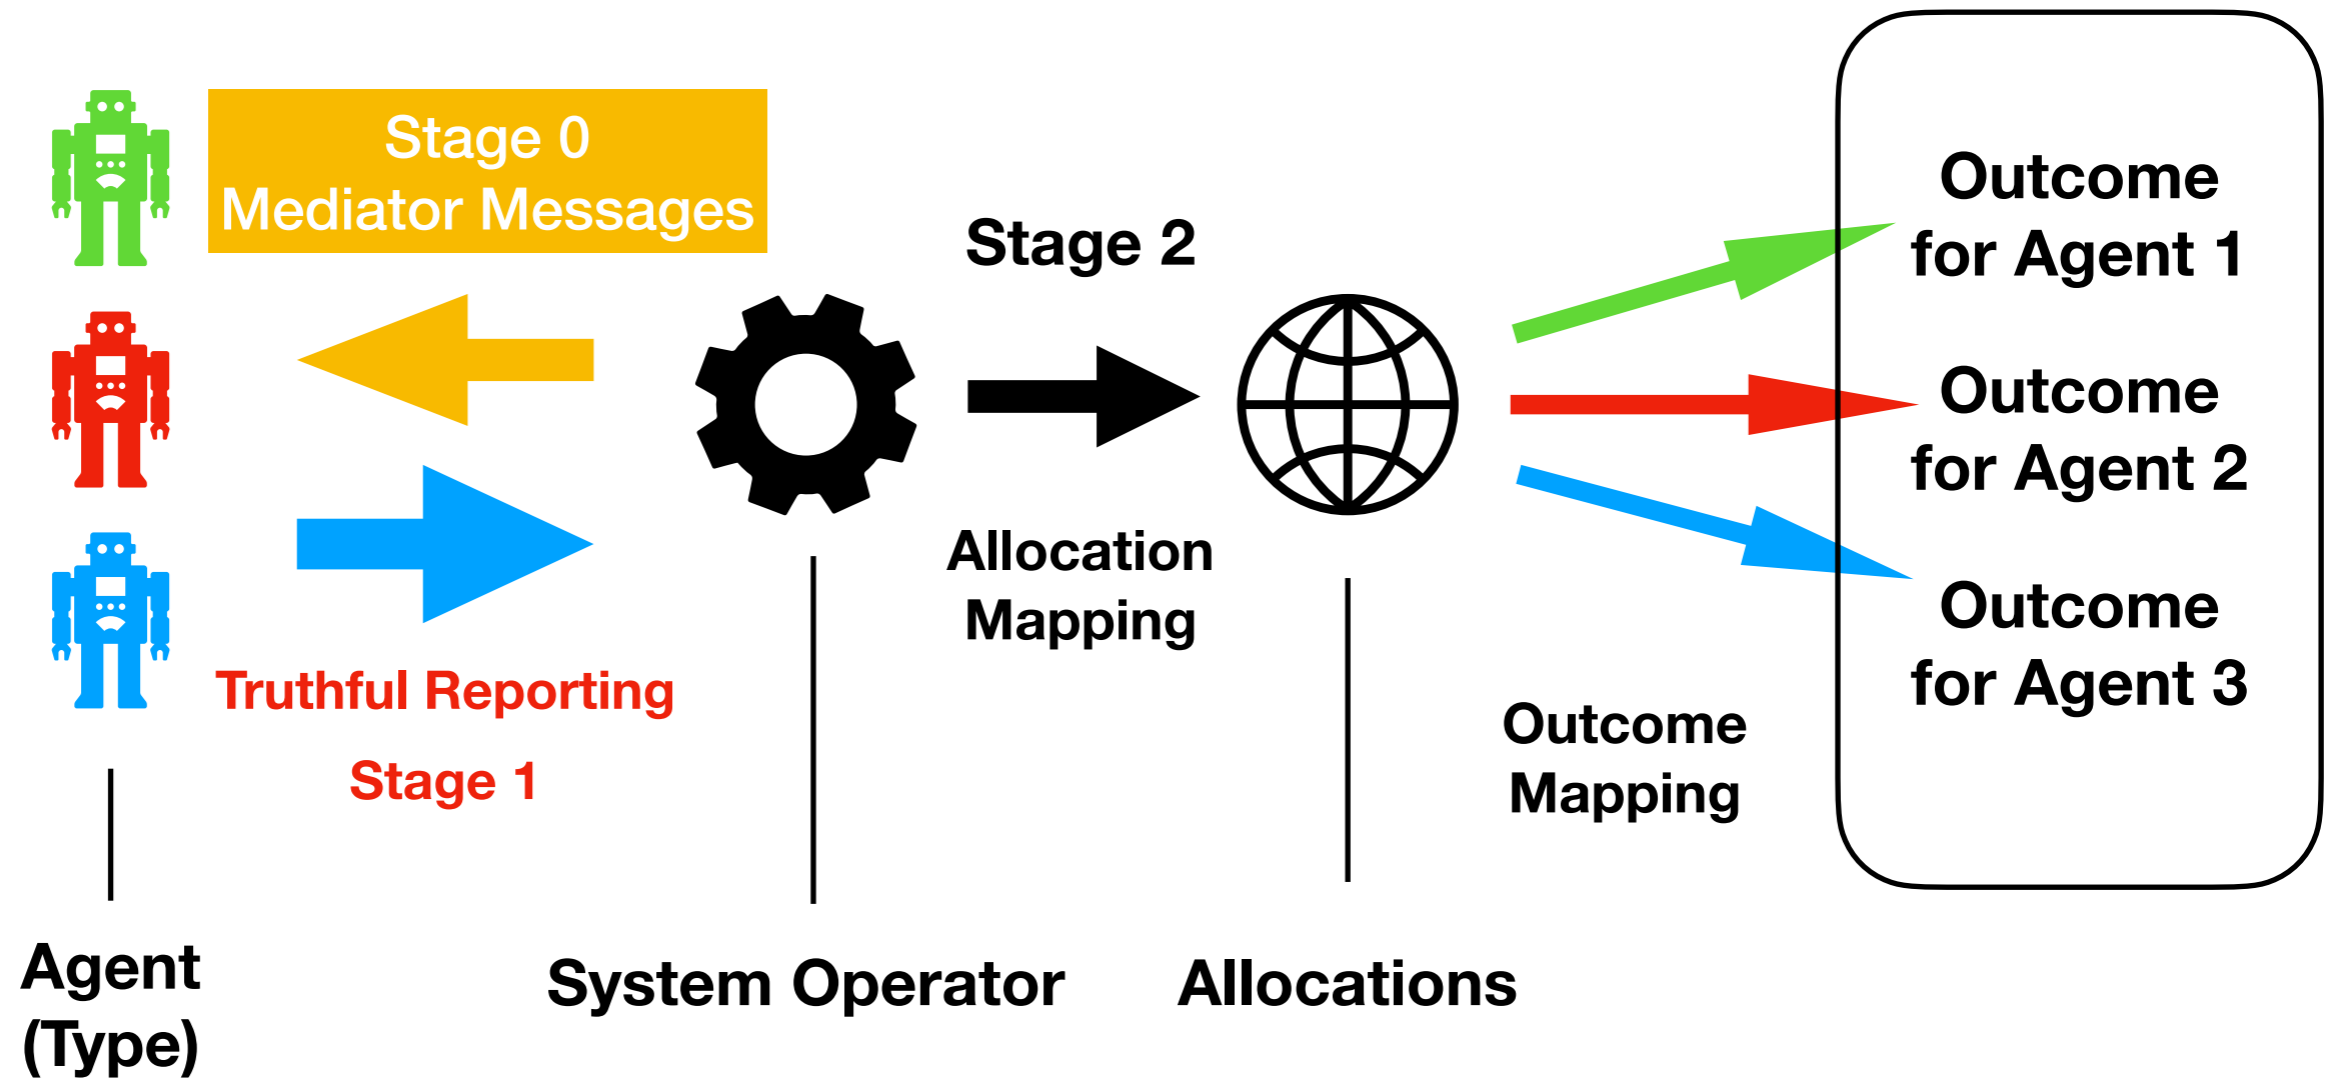 Stage 0
Mediator Messages
Truthful Reporting
Stage 1
Agent
(Type)
System Operator
Stage 2
Allocation
Mapping
Allocations
Outcome
Mapping
Outcome
for Agent 1
Outcome
for Agent 2
Outcome
for Agent 3